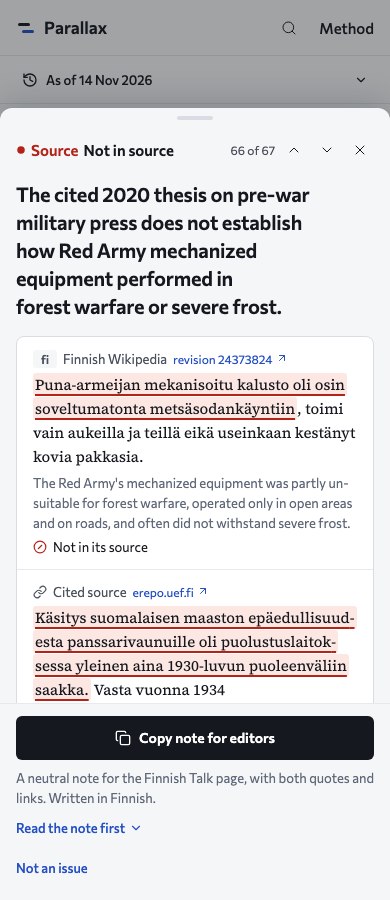 Parallax
Method
As of 14 Nov 2026
Source Not in source
66 of 67
The cited 2020 thesis on pre-war
military press does not establish
how Red Army mechanized
equipment performed in
forest warfare or severe frost.
fi Finnish Wikipedia revision 24373824
Puna-armeijan mekanisoitu kalusto oli osin
soveltumatonta metsäsodankäyntiin, toimi
vain aukeilla ja teillä eikä useinkaan kestänyt
kovia pakkasia.
The Red Army's mechanized equipment was partly un-
suitable for forest warfare, operated only in open areas
and on roads, and often did not withstand severe frost.
Not in its source
Cited source erepo.uef.fi
Käsitys suomalaisen maaston epäedullisuud-
esta panssarivaunuille oli puolustuslaitok-
sessa yleinen aina 1930-luvun puoleenväliin
saakka. Vasta vuonna 1934
Copy note for editors
A neutral note for the Finnish Talk page, with both quotes and
links. Written in Finnish.
Read the note first
Not an issue